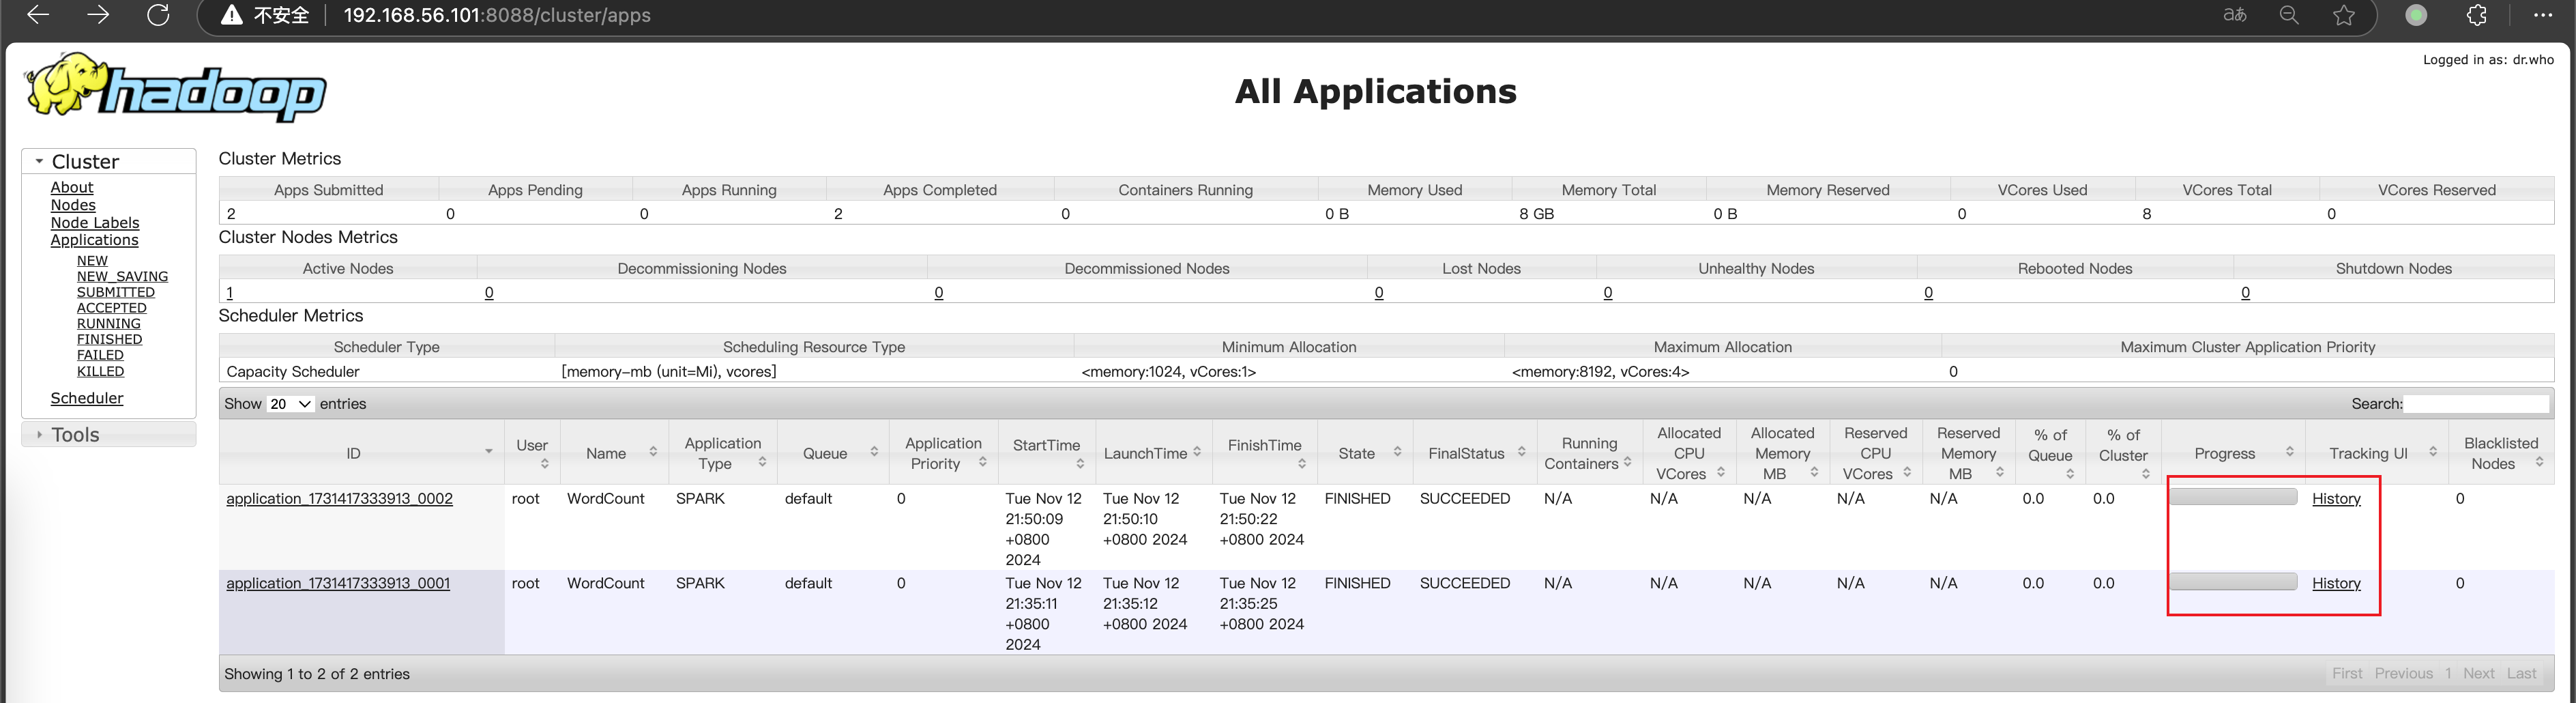 不安全 192.168.56.101:8088/cluster/apps aあ
hadoop
All Applications
Logged in as: dr.who
Cluster
About
Nodes
Node Labels
Applications
NEW
NEW_SAVING
SUBMITTED
ACCEPTED
RUNNING
FINISHED
FAILED
KILLED
Scheduler
Tools
Cluster Metrics
Apps Submitted Apps Pending Apps Running Apps Completed Containers Running Memory Used Memory Total Memory Reserved VCores Used VCores Total VCores Reserved
2 0 0 2 0 0 B 8 GB 0 B 0 8 0
Cluster Nodes Metrics
Active Nodes Decommissioning Nodes Decommissioned Nodes Lost Nodes Unhealthy Nodes Rebooted Nodes Shutdown Nodes
1 0 0 0 0 0 0
Scheduler Metrics
Scheduler Type Scheduling Resource Type Minimum Allocation Maximum Allocation Maximum Cluster Application Priority
Capacity Scheduler [memory-mb (unit=Mi), vcores] <memory:1024, vCores:1> <memory:8192, vCores:4> 0
Show 20 entries Search:
ID User Name Application Type Queue Application Priority StartTime LaunchTime FinishTime State FinalStatus Running Containers Allocated CPU VCores Allocated Memory MB Reserved CPU VCores Reserved Memory MB % of Queue % of Cluster Progress Tracking UI Blacklisted Nodes
application_1731417333913_0002 root WordCount SPARK default 0 Tue Nov 12 21:50:09 +0800 2024 Tue Nov 12 21:50:10 +0800 2024 Tue Nov 12 21:50:22 +0800 2024 FINISHED SUCCEEDED N/A N/A N/A N/A N/A 0.0 0.0 History 0
application_1731417333913_0001 root WordCount SPARK default 0 Tue Nov 12 21:35:11 +0800 2024 Tue Nov 12 21:35:12 +0800 2024 Tue Nov 12 21:35:25 +0800 2024 FINISHED SUCCEEDED N/A N/A N/A N/A N/A 0.0 0.0 History 0
Showing 1 to 2 of 2 entries First Previous 1 Next Last